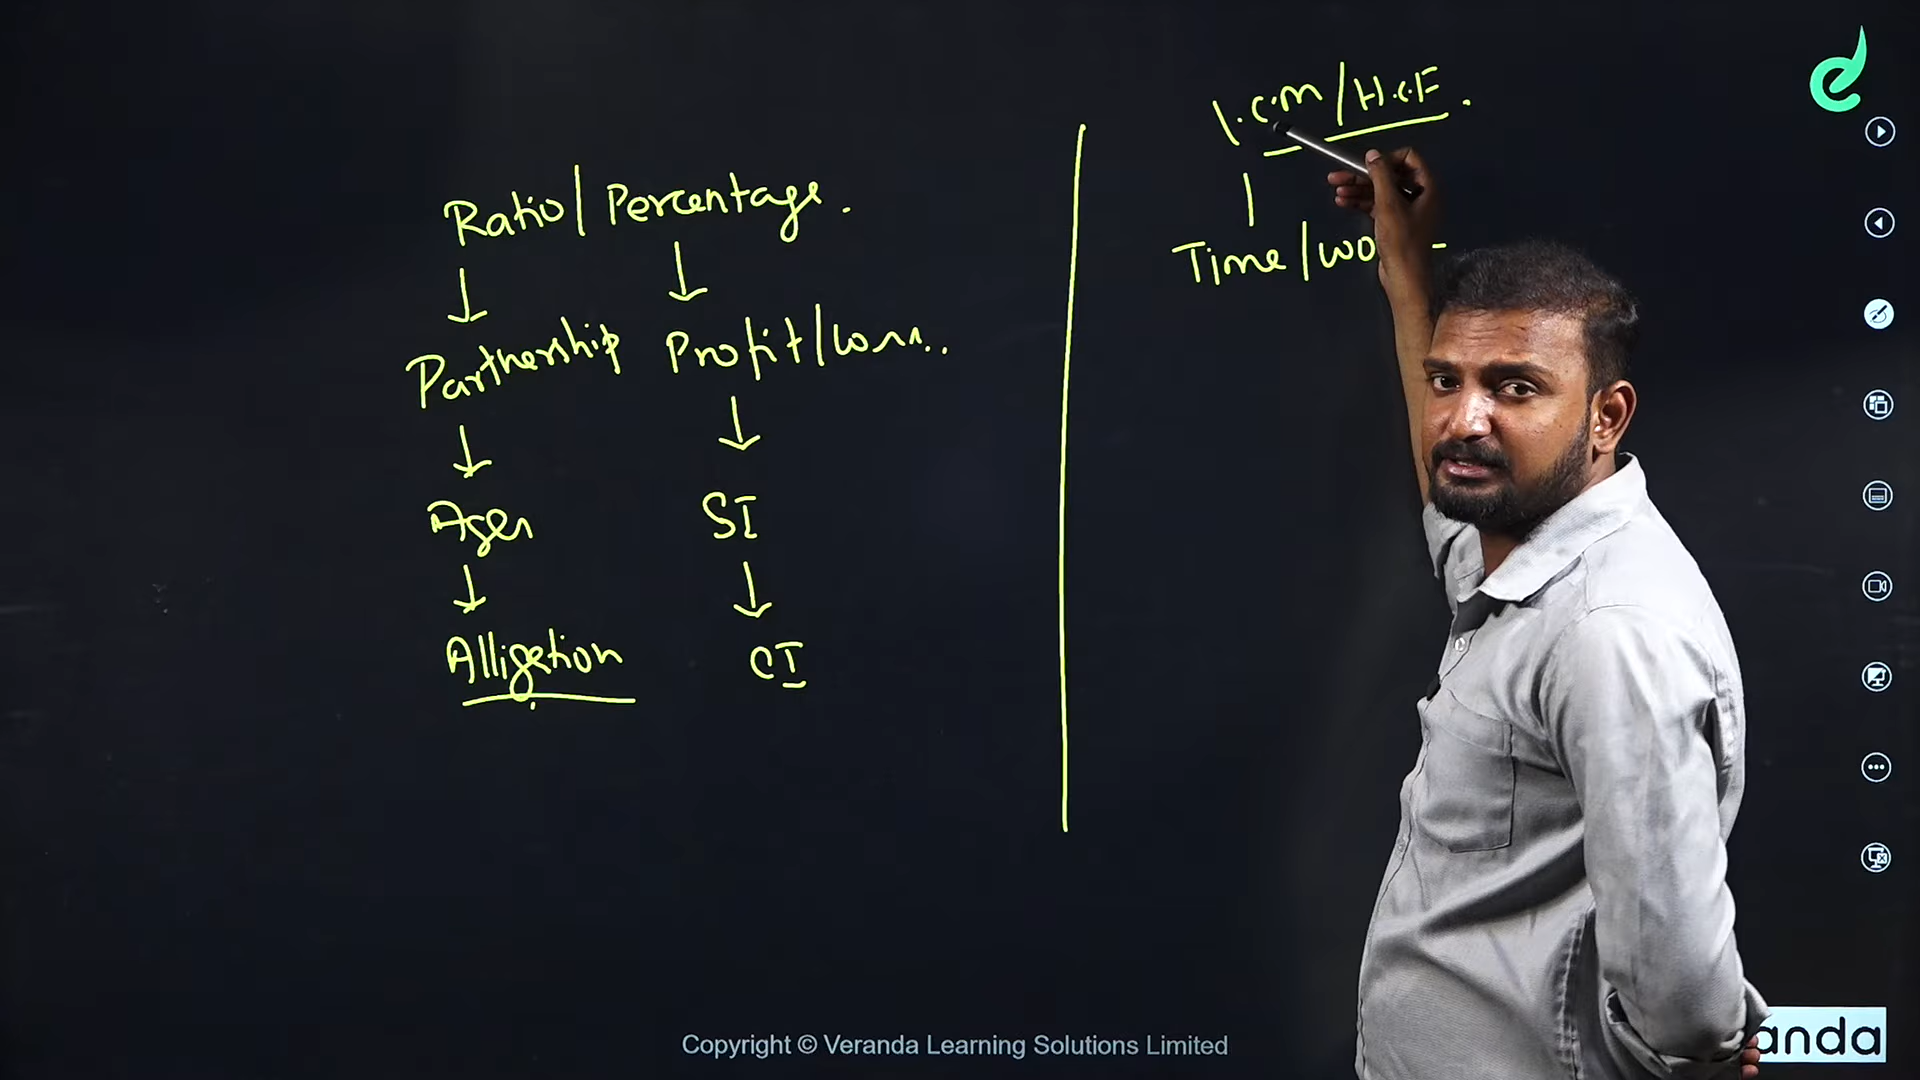 Ratio/Percentage.
↓ ↓
Partnership Profit/Loss..
↓ ↓
Ages SI
↓ ↓
Alligation CI
L.C.M/H.C.F.
Time/Wo
Copyright © Veranda Learning Solutions Limited
anda